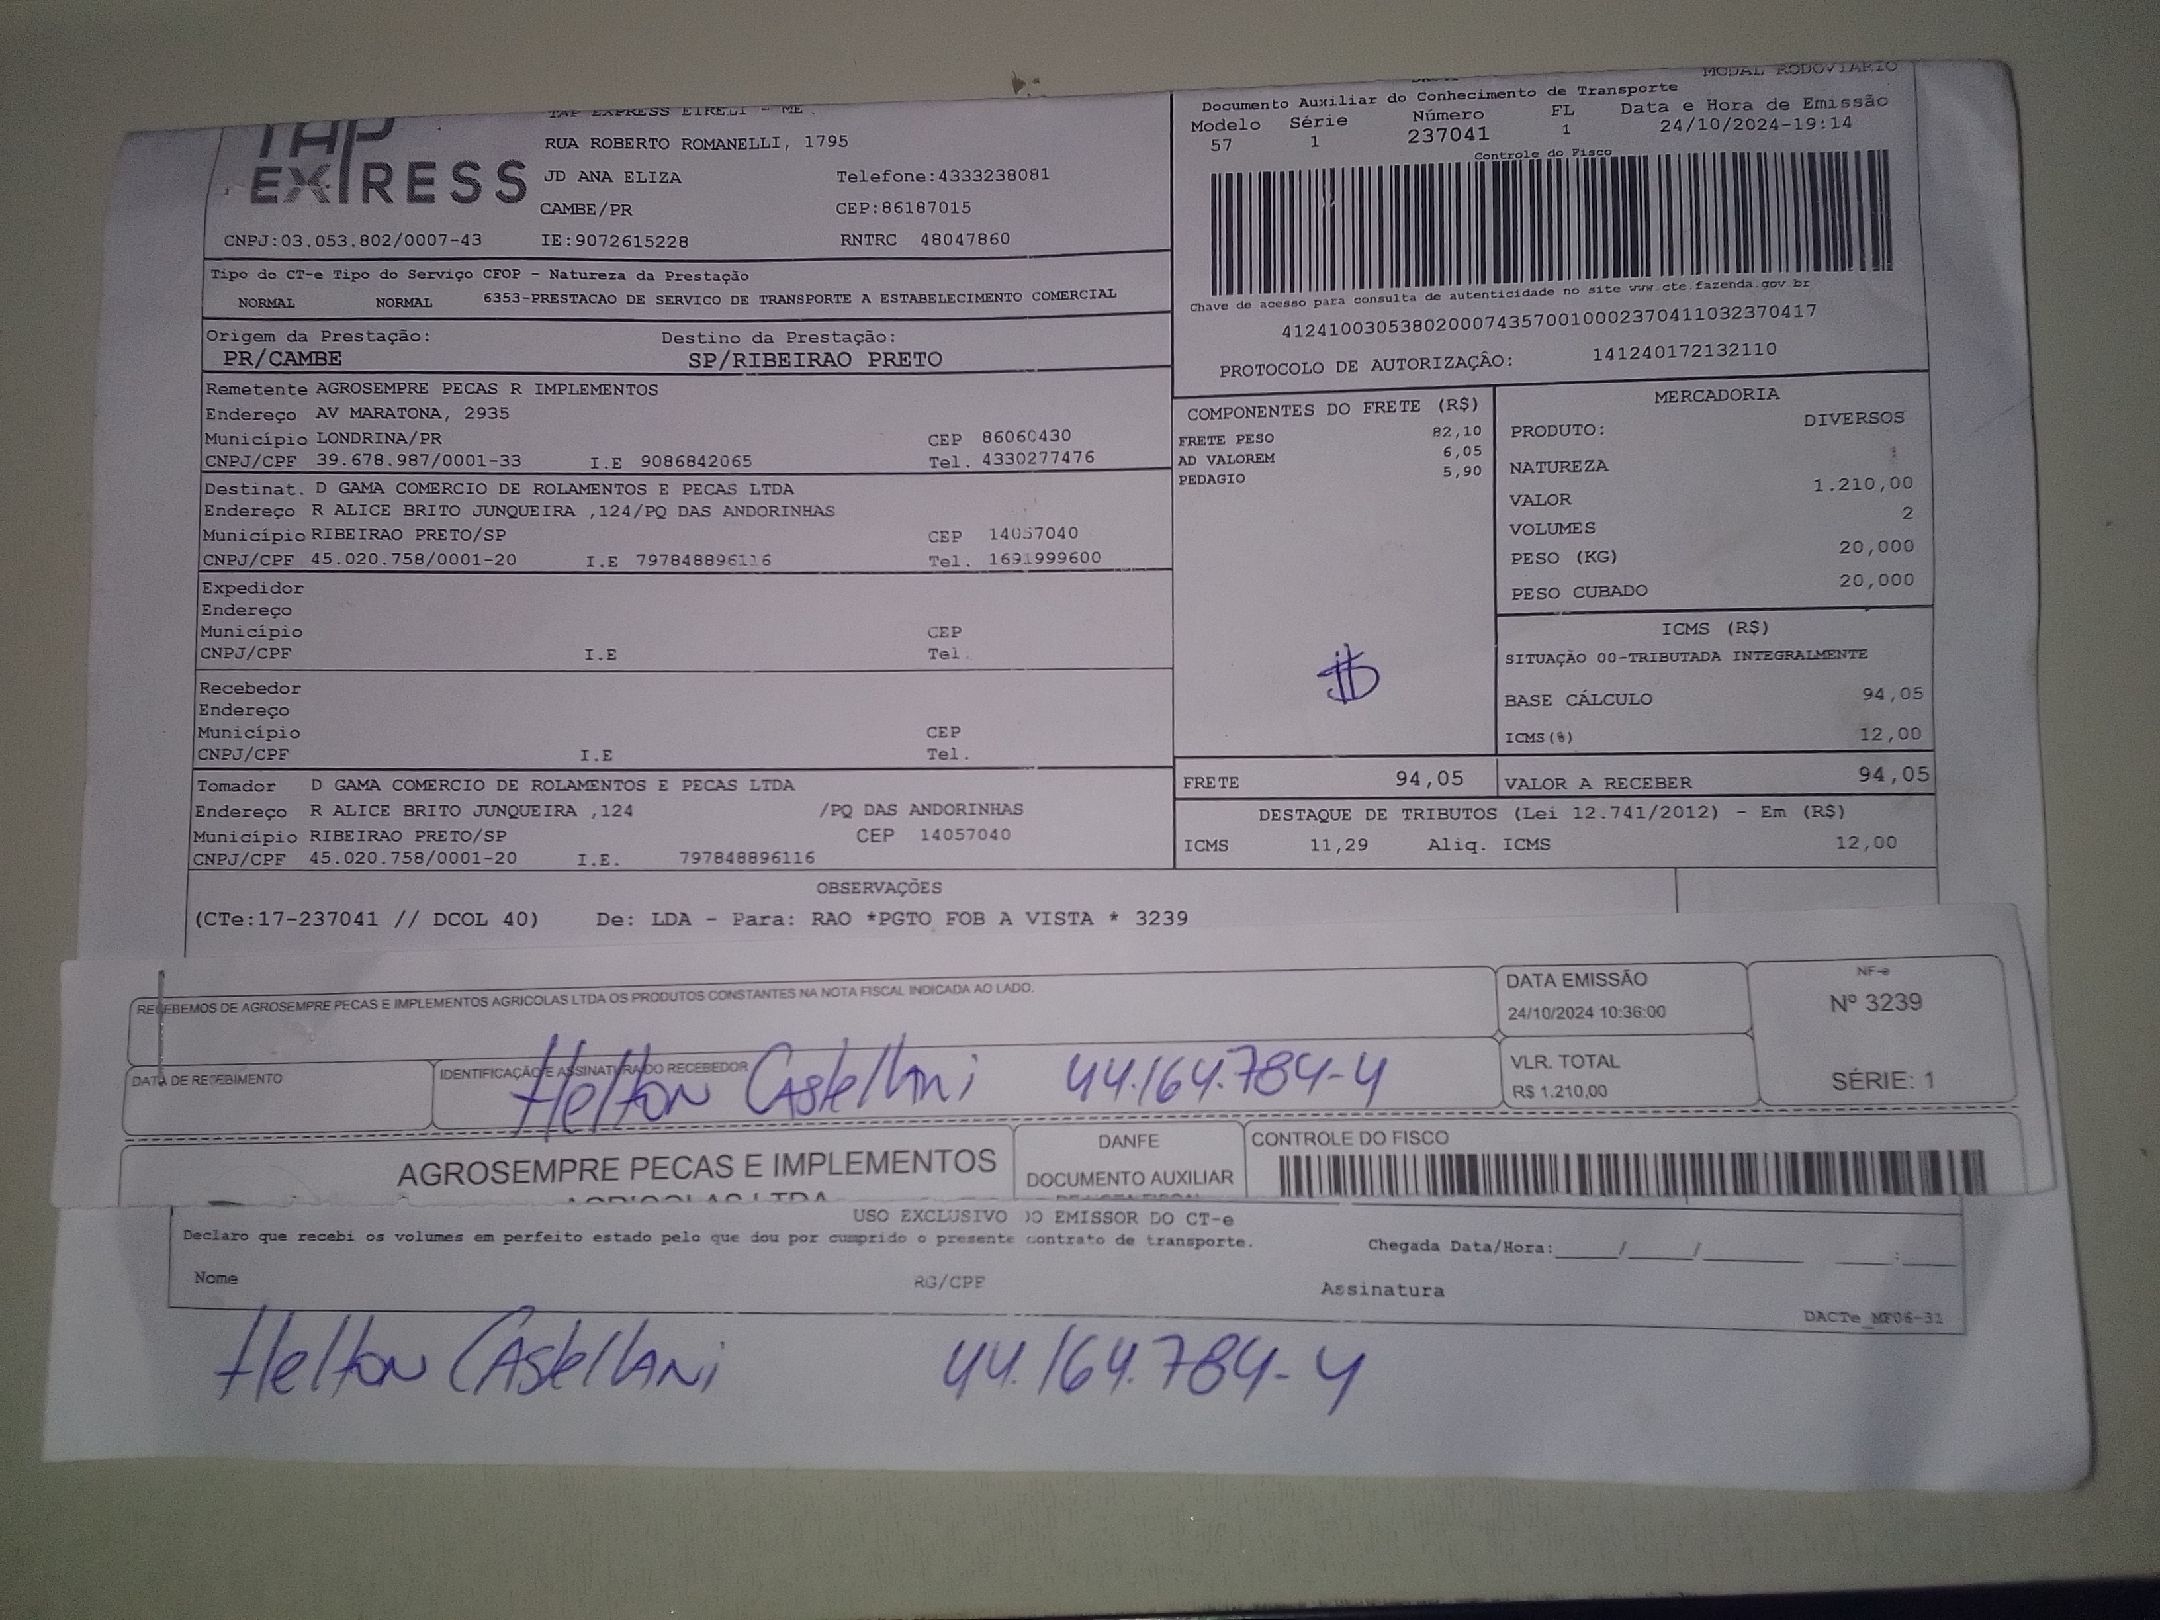 TAP EXPRESS
TAP EXPRESS EIRELI - ME
RUA ROBERTO ROMANELLI, 1795
JD ANA ELIZA Telefone:4333238081
CAMBE/PR CEP:86187015
CNPJ:03.053.802/0007-43 IE:9072615228 RNTRC 48047860
MODAL RODOVIARIO
Documento Auxiliar do Conhecimento de Transporte
Modelo Série Número FL Data e Hora de Emissão
57 1 237041 1 24/10/2024-19:14
Controle do Fisco
Chave de acesso para consulta de autenticidade no site www.cte.fazenda.gov.br
41241003053802000743570010002370411032370417
PROTOCOLO DE AUTORIZAÇÃO: 141240172132110
Tipo do CT-e Tipo do Serviço CFOP - Natureza da Prestação
NORMAL NORMAL 6353-PRESTACAO DE SERVICO DE TRANSPORTE A ESTABELECIMENTO COMERCIAL
Origem da Prestação: Destino da Prestação:
PR/CAMBE SP/RIBEIRAO PRETO
Remetente AGROSEMPRE PECAS R IMPLEMENTOS
Endereço AV MARATONA, 2935
Município LONDRINA/PR CEP 86060430
CNPJ/CPF 39.678.987/0001-33 I.E 9086842065 Tel. 4330277476
Destinat. D GAMA COMERCIO DE ROLAMENTOS E PECAS LTDA
Endereço R ALICE BRITO JUNQUEIRA ,124/PQ DAS ANDORINHAS
Município RIBEIRAO PRETO/SP CEP 14057040
CNPJ/CPF 45.020.758/0001-20 I.E 797848896116 Tel. 1691999600
Expedidor
Endereço
Município CEP
CNPJ/CPF I.E Tel.
Recebedor
Endereço
Município CEP
CNPJ/CPF I.E Tel.
Tomador D GAMA COMERCIO DE ROLAMENTOS E PECAS LTDA
Endereço R ALICE BRITO JUNQUEIRA ,124 /PQ DAS ANDORINHAS
Município RIBEIRAO PRETO/SP CEP 14057040
CNPJ/CPF 45.020.758/0001-20 I.E. 797848896116
COMPONENTES DO FRETE (R$)
FRETE PESO 82,10
AD VALOREM 6,05
PEDAGIO 5,90
$
MERCADORIA
PRODUTO: DIVERSOS
NATUREZA
VALOR 1.210,00
VOLUMES 2
PESO (KG) 20,000
PESO CUBADO 20,000
ICMS (R$)
SITUAÇÃO 00-TRIBUTADA INTEGRALMENTE
BASE CÁLCULO 94,05
ICMS(%) 12,00
FRETE 94,05 VALOR A RECEBER 94,05
DESTAQUE DE TRIBUTOS (Lei 12.741/2012) - Em (R$)
ICMS 11,29 Aliq. ICMS 12,00
OBSERVAÇÕES
(CTe:17-237041 // DCOL 40) De: LDA - Para: RAO *PGTO FOB A VISTA * 3239
RECEBEMOS DE AGROSEMPRE PECAS E IMPLEMENTOS AGRICOLAS LTDA OS PRODUTOS CONSTANTES NA NOTA FISCAL INDICADA AO LADO.
DATA EMISSÃO
24/10/2024 10:36:00
NF-e
Nº 3239
SÉRIE: 1
DATA DE RECEBIMENTO IDENTIFICAÇÃO E ASSINATURA DO RECEBEDOR
Helton Castellani 44.164.784-4
VLR. TOTAL
R$ 1.210,00
AGROSEMPRE PECAS E IMPLEMENTOS
AGRICOLAS LTDA
DANFE
DOCUMENTO AUXILIAR
CONTROLE DO FISCO
USO EXCLUSIVO DO EMISSOR DO CT-e
Declaro que recebi os volumes em perfeito estado pelo que dou por cumprido o presente contrato de transporte. Chegada Data/Hora:____/____/____ ___:___
Nome RG/CPF Assinatura
DACTe_MF06-31
Helton Castellani 44.164.784-4